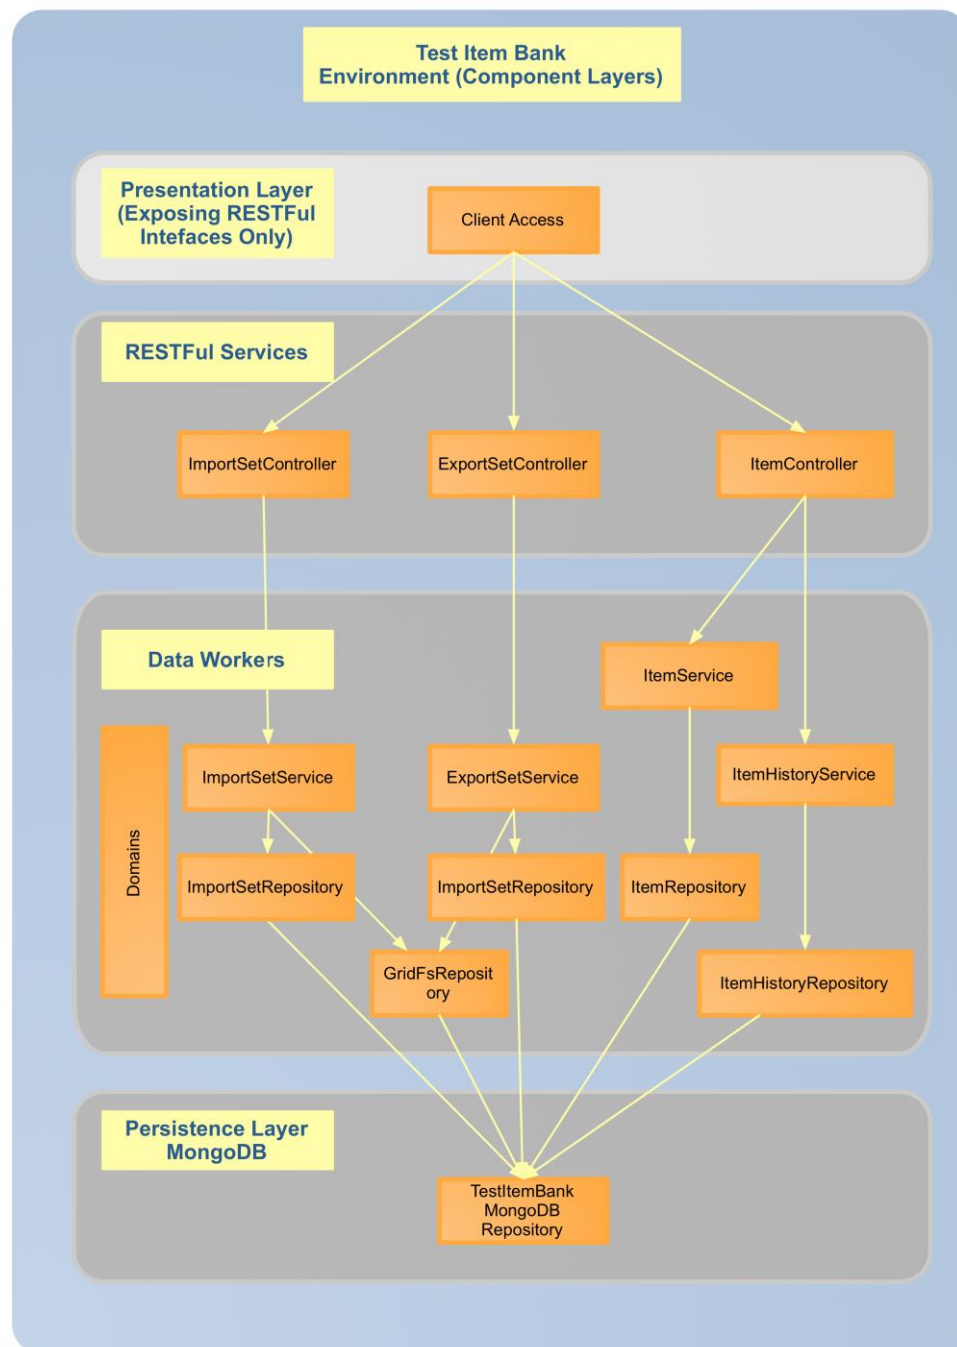 Test Item Bank
Environment (Component Layers)
Presentation Layer
(Exposing RESTFul
Intefaces Only)
Client Access
RESTFul Services
ImportSetController
ExportSetController
ItemController
Data Workers
ItemService
ImportSetService
ExportSetService
ItemHistoryService
Domains
ImportSetRepository
ImportSetRepository
ItemRepository
GridFsReposit
ory
ItemHistoryRepository
Persistence Layer
MongoDB
TestItemBank
MongoDB
Repository